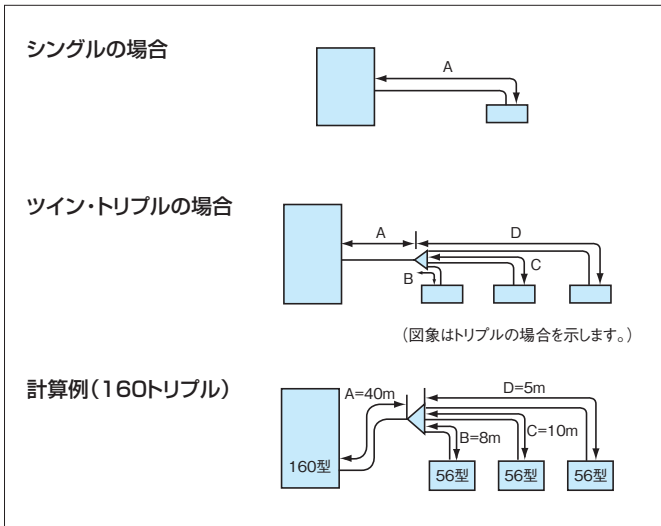 シングルの場合
A
ツイン・トリプルの場合
A
D
C
B
(図象はトリプルの場合を示します。)
計算例(160トリプル)
A=40m
D=5m
C=10m
B=8m
160型
56型
56型
56型